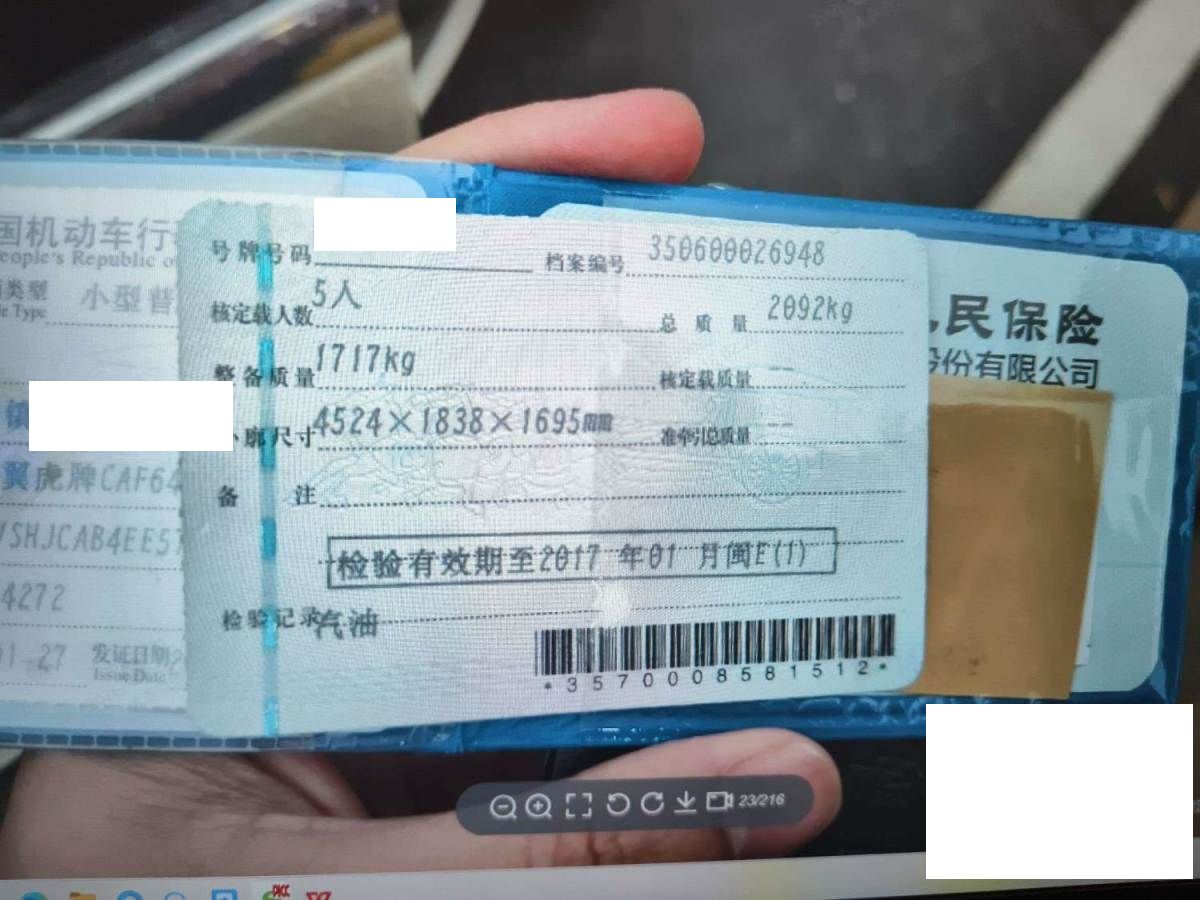 国机动车行
People's Republic o
类型 小型普
Type
镇
翼虎牌CAF64
SHJCAB4EE5
4272
1-27 发证日期
Issue Date
号牌号码 档案编号 350600026948
核定载人数 5人 总质量 2092kg
整备质量 1717kg 核定载质量 --
外廓尺寸 4524×1838×1695mm 准牵引总质量 --
备注
检验有效期至2017 年01 月闽E(1)
检验记录 汽油
*3570008581512*
民保险
股份有限公司
23/216
PICC